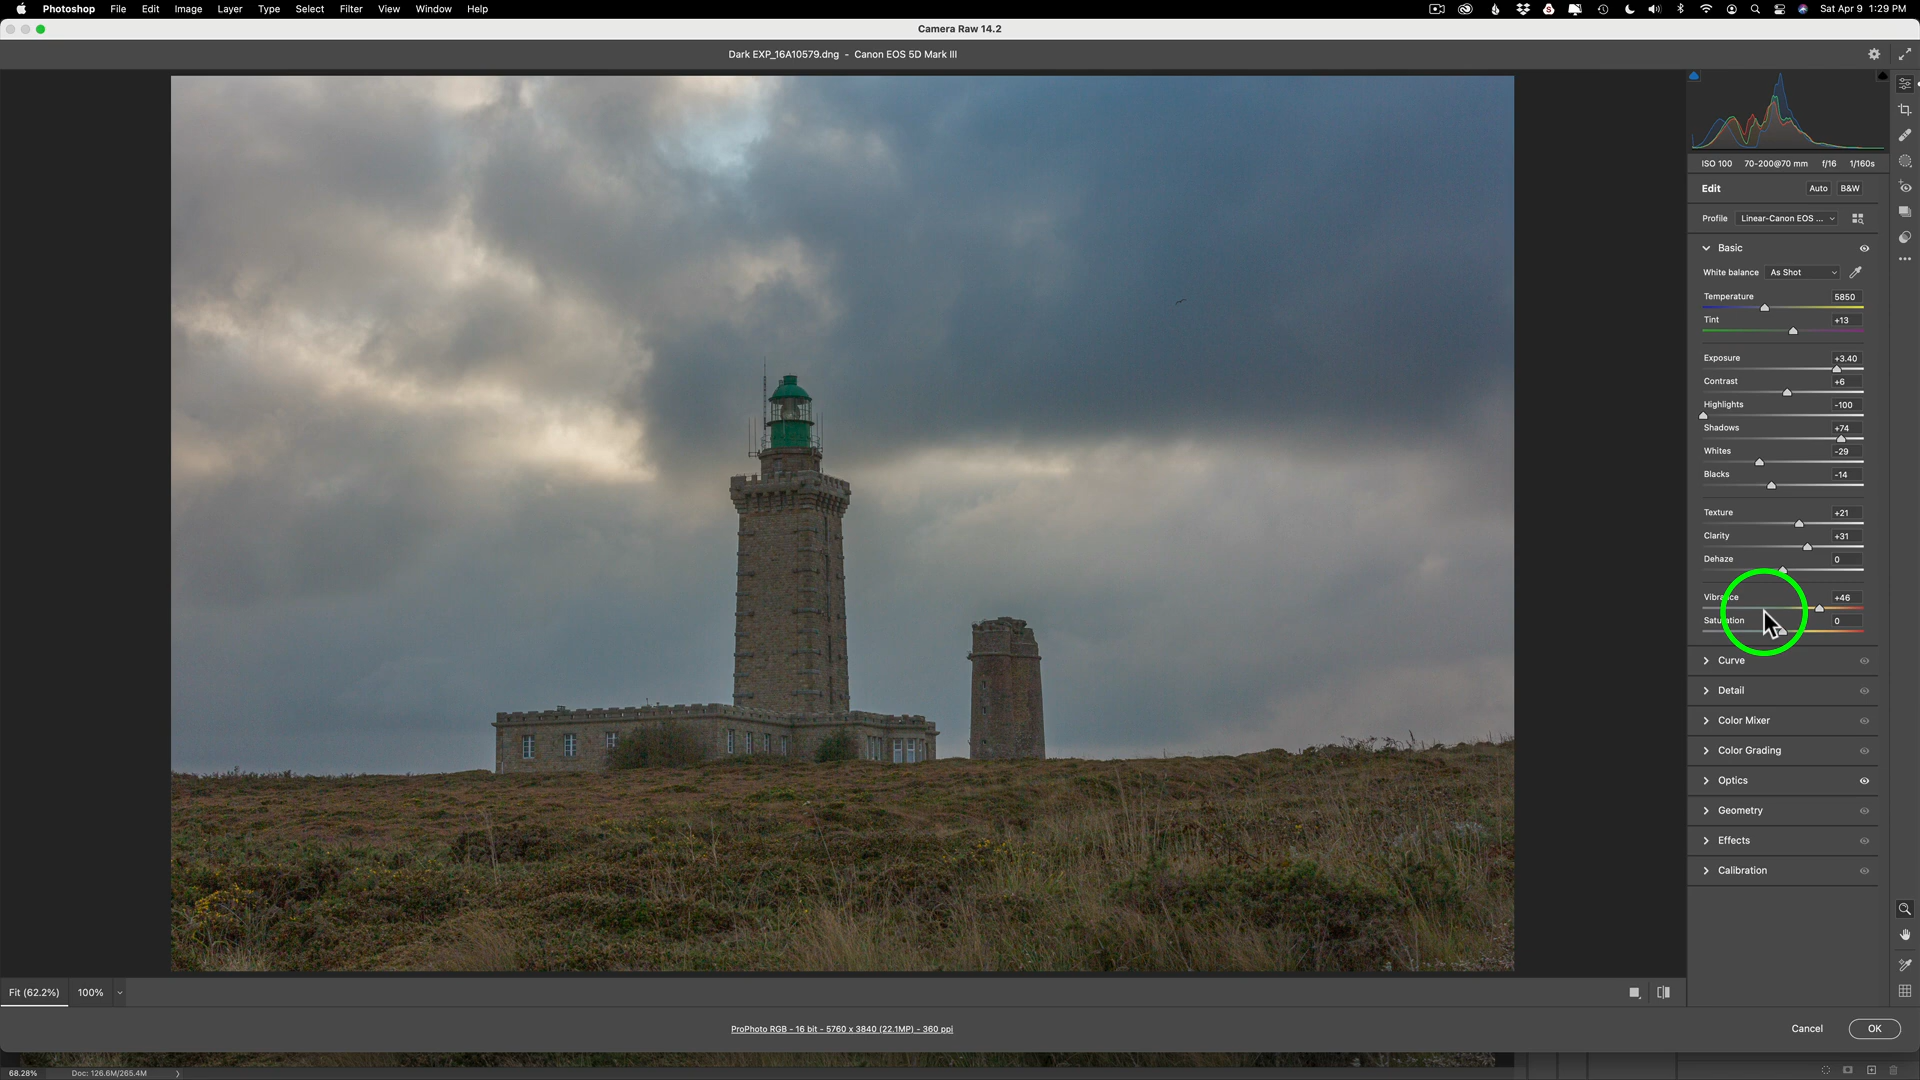 Photoshop File Edit Image Layer Type Select Filter View Window Help Sat Apr 9 1:29 PM
Camera Raw 14.2
Dark EXP_16A10579.dng - Canon EOS 5D Mark III
ISO 100 70-200@70 mm f/16 1/160s
Edit Auto B&W
Profile Linear-Canon EOS ...
Basic
White balance As Shot
Temperature 5850
Tint +13
Exposure +3.40
Contrast +6
Highlights -100
Shadows +74
Whites -29
Blacks -14
Texture +21
Clarity +31
Dehaze 0
Vibrance +46
Saturation 0
Curve
Detail
Color Mixer
Color Grading
Optics
Geometry
Effects
Calibration
Fit (62.2%) 100%
ProPhoto RGB - 16 bit - 5760 x 3840 (22.1MP) - 360 ppi
Cancel OK
68.28% Doc: 126.6M/265.4M